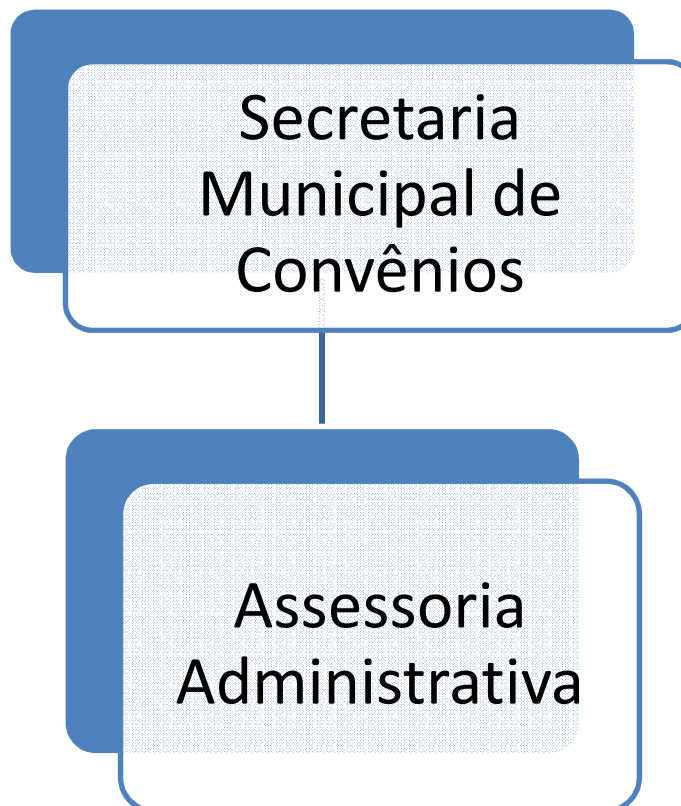 Secretaria
Municipal de
Convênios
Assessoria
Administrativa